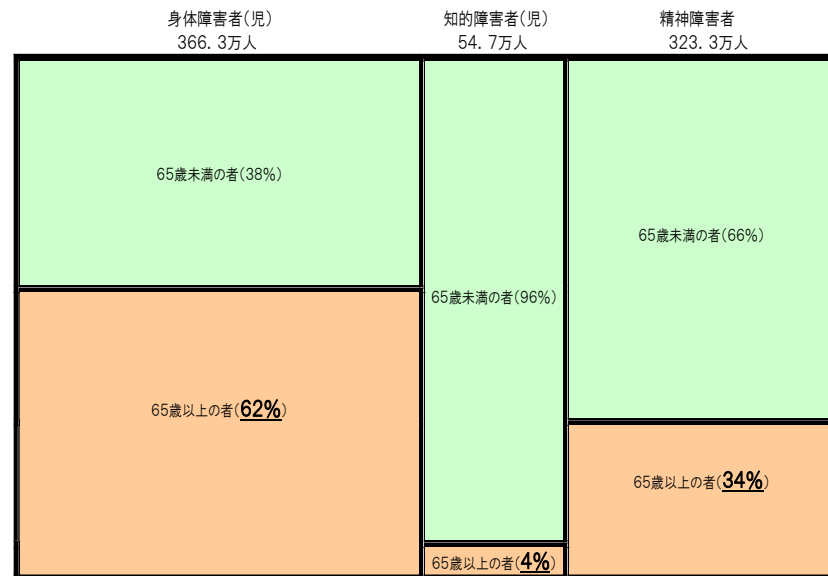 身体障害者(児)
366.3万人
知的障害者(児)
54.7万人
精神障害者
323.3万人
65歳未満の者(38%)
65歳未満の者(66%)
65歳未満の者(96%)
65歳以上の者(62%)
65歳以上の者(34%)
65歳以上の者(4%)